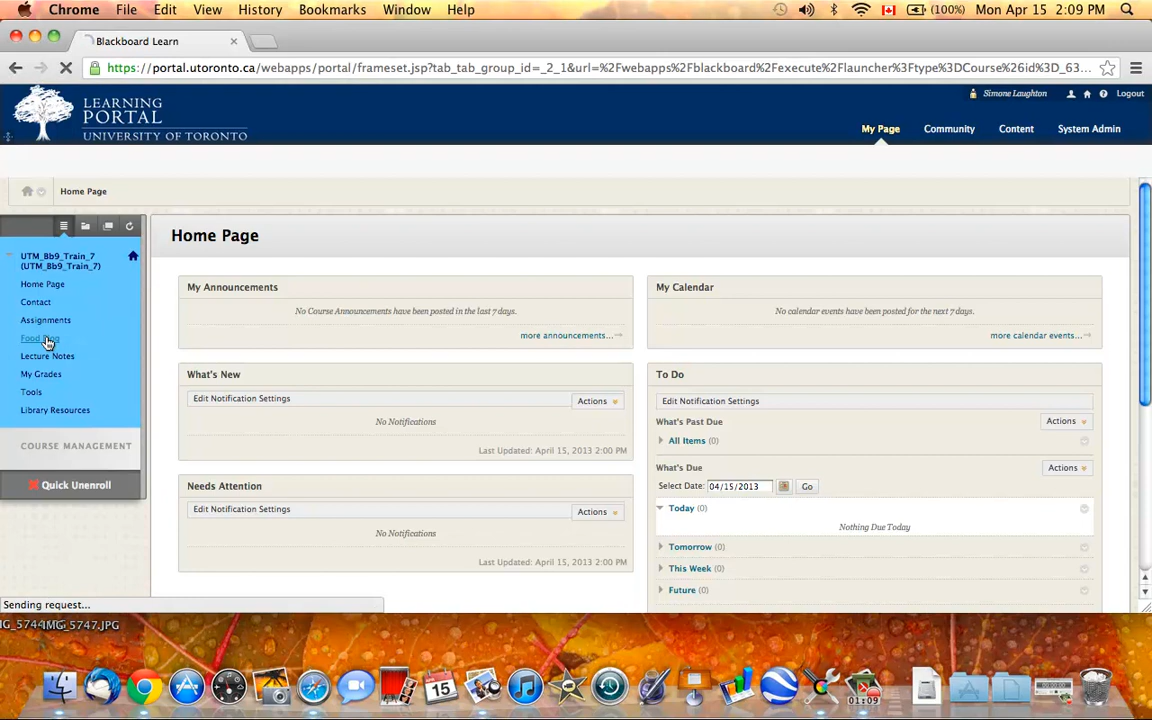 Chrome File Edit View History Bookmarks Window Help (100%) Mon Apr 15 2:09 PM
Blackboard Learn
https://portal.utoronto.ca/webapps/portal/frameset.jsp?tab_tab_group_id=_2_1&url=%2Fwebapps%2Fblackboard%2Fexecute%2Flauncher%3Ftype%3DCourse%26id%3D_63...
Simone Laughton Logout
LEARNING
PORTAL
UNIVERSITY OF TORONTO
My Page Community Content System Admin
Home Page
UTM_Bb9_Train_7
(UTM_Bb9_Train_7)
Home Page
Contact
Assignments
Food
Lecture Notes
My Grades
Tools
Library Resources
COURSE MANAGEMENT
Quick Unenroll
Home Page
My Announcements
No Course Announcements have been posted in the last 7 days.
more announcements...
What's New
Edit Notification Settings Actions
No Notifications
Last Updated: April 15, 2013 2:00 PM
Needs Attention
Edit Notification Settings Actions
No Notifications
Last Updated: April 15, 2013 2:00 PM
My Calendar
No calendar events have been posted for the next 7 days.
more calendar events...
To Do
Edit Notification Settings
What's Past Due Actions
All Items (0)
What's Due Actions
Select Date: 04/15/2013 Go
Today (0)
Nothing Due Today
Tomorrow (0)
This Week (0)
Future (0)
Sending request...
IMG_5747.JPG
15
01:09